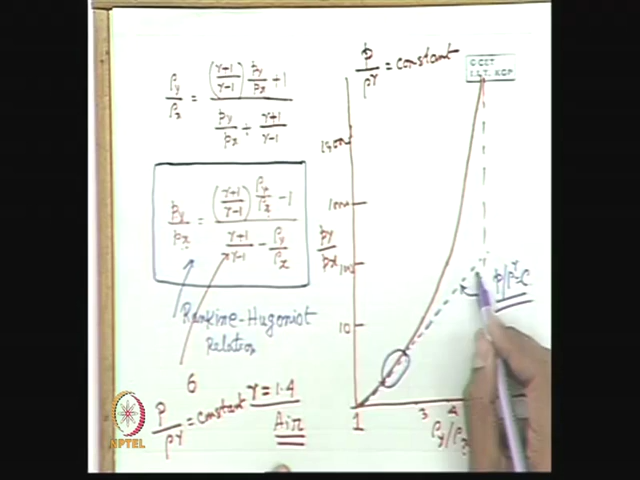 ρy/ρx = (((γ+1)/(γ-1)) py/px + 1) / (py/px + (γ+1)/(γ-1))
py/px = (((γ+1)/(γ-1)) ρy/ρx - 1) / ((γ+1)/(γ-1) - ρy/ρx)
Rankine-Hugoniot
Relation
6
p/ρ^γ = constant
γ = 1.4
Air
p/ρ^γ = constant
© CET
I.I.T. KGP
1000
py/px
100
10
p/ρ^γ = C
1
3 4
ρy/ρx
NPTEL